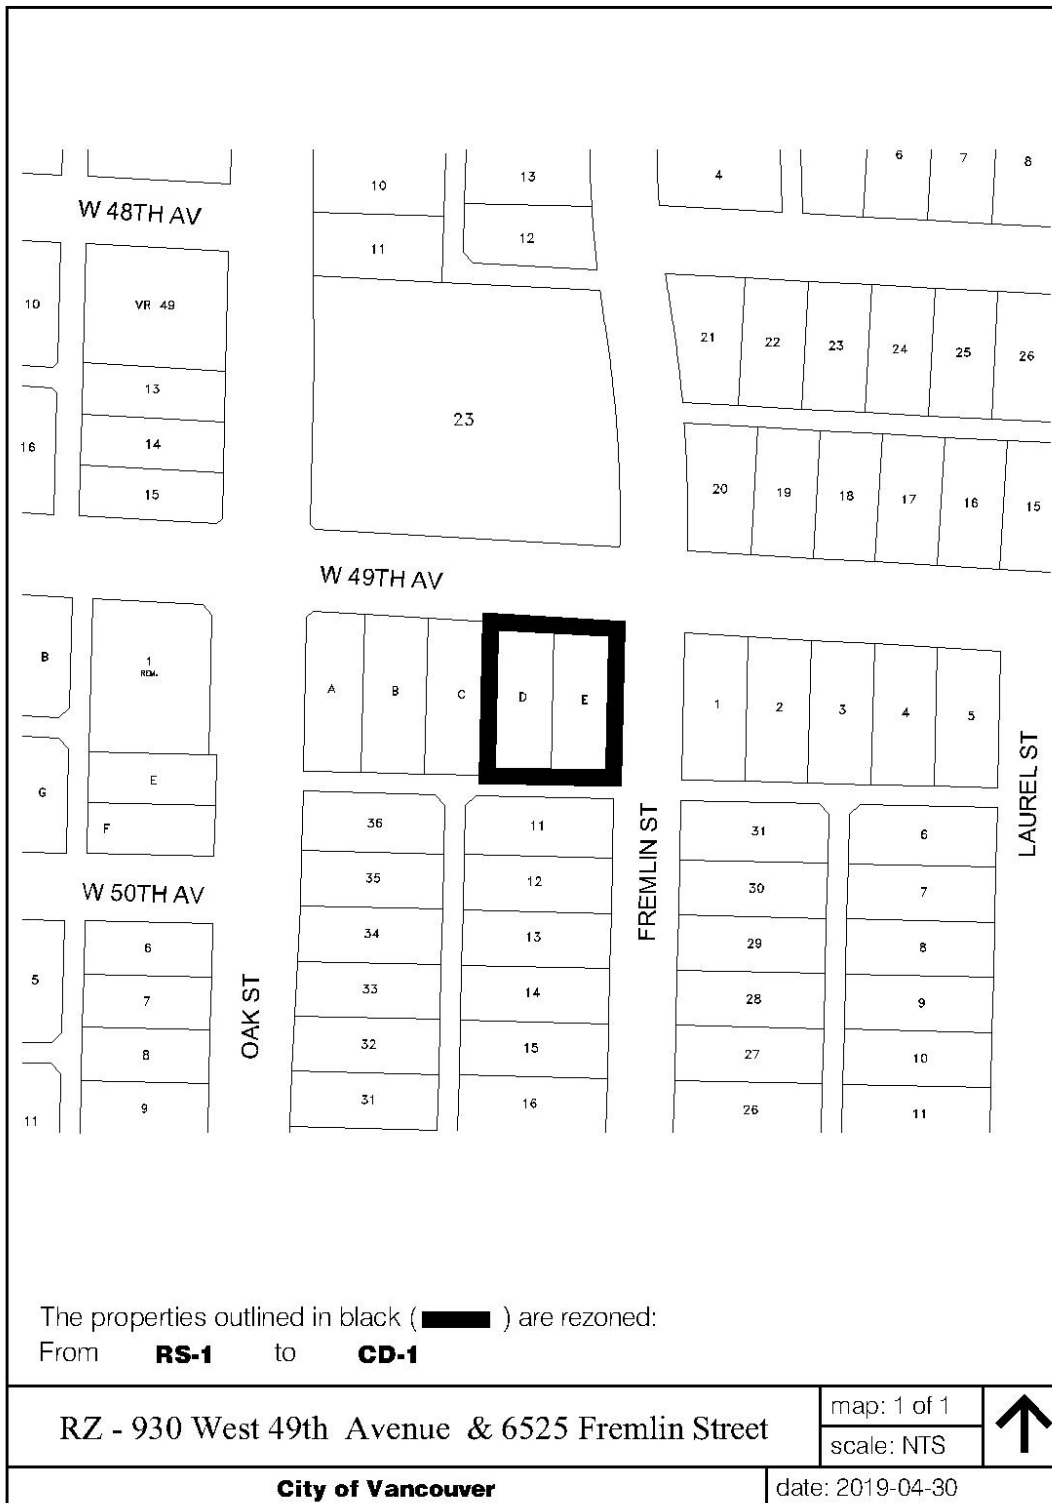 6 7 8
10 13 4
W 48TH AV
11 12
10 VR 49
21 22 23 24 25 26
13
23
16 14
15
20 19 18 17 16 15
W 49TH AV
B 1 A B C D E 1 2 3 4 5
REM.
E
G
F
LAUREL ST
36 11 31 6
FREMLIN ST
W 50TH AV
35 12 30 7
34 13 29 8
6
5
7
33 14 28 9
OAK ST
8
32 15 27 10
9
31 16 26 11
11
The properties outlined in black ( ) are rezoned:
From RS-1 to CD-1
RZ - 930 West 49th Avenue & 6525 Fremlin Street
map: 1 of 1
scale: NTS
City of Vancouver
date: 2019-04-30